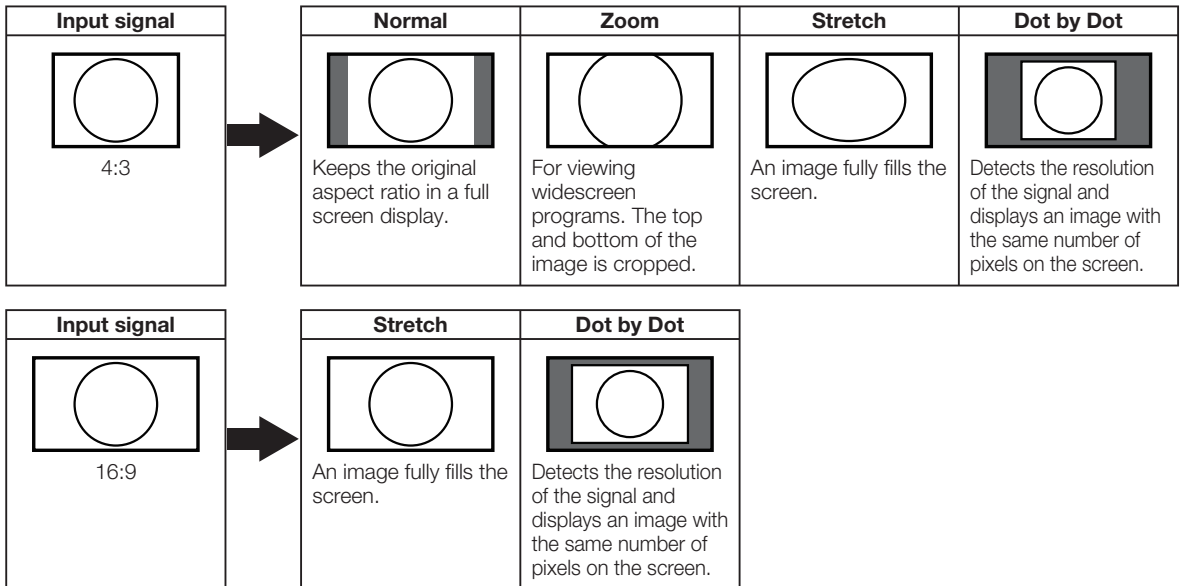 Input signal
Normal
Zoom
Stretch
Dot by Dot
4:3
Keeps the original
aspect ratio in a full
screen display.
For viewing
widescreen
programs. The top
and bottom of the
image is cropped.
An image fully fills the
screen.
Detects the resolution
of the signal and
displays an image with
the same number of
pixels on the screen.
Input signal
Stretch
Dot by Dot
16:9
An image fully fills the
screen.
Detects the resolution
of the signal and
displays an image with
the same number of
pixels on the screen.